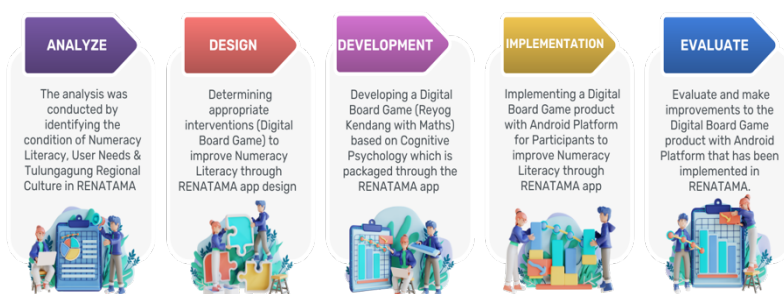 ANALYZE
The analysis was
conducted by
identifying the
condition of Numeracy
Literacy, User Needs &
Tulungagung Regional
Culture in RENATAMA
DESIGN
Determining
appropriate
interventions (Digital
Board Game) to
improve Numeracy
Literacy through
RENATAMA app design
DEVELOPMENT
Developing a Digital
Board Game (Reyog
Kendang with Maths)
based on Cognitive
Psychology which is
packaged through the
RENATAMA app
IMPLEMENTATION
Implementing a Digital
Board Game product
with Android Platform
for Participants to
improve Numeracy
Literacy through
RENATAMA app
EVALUATE
Evaluate and make
improvements to the
Digital Board Game
product with Android
Platform that has been
implemented in
RENATAMA.